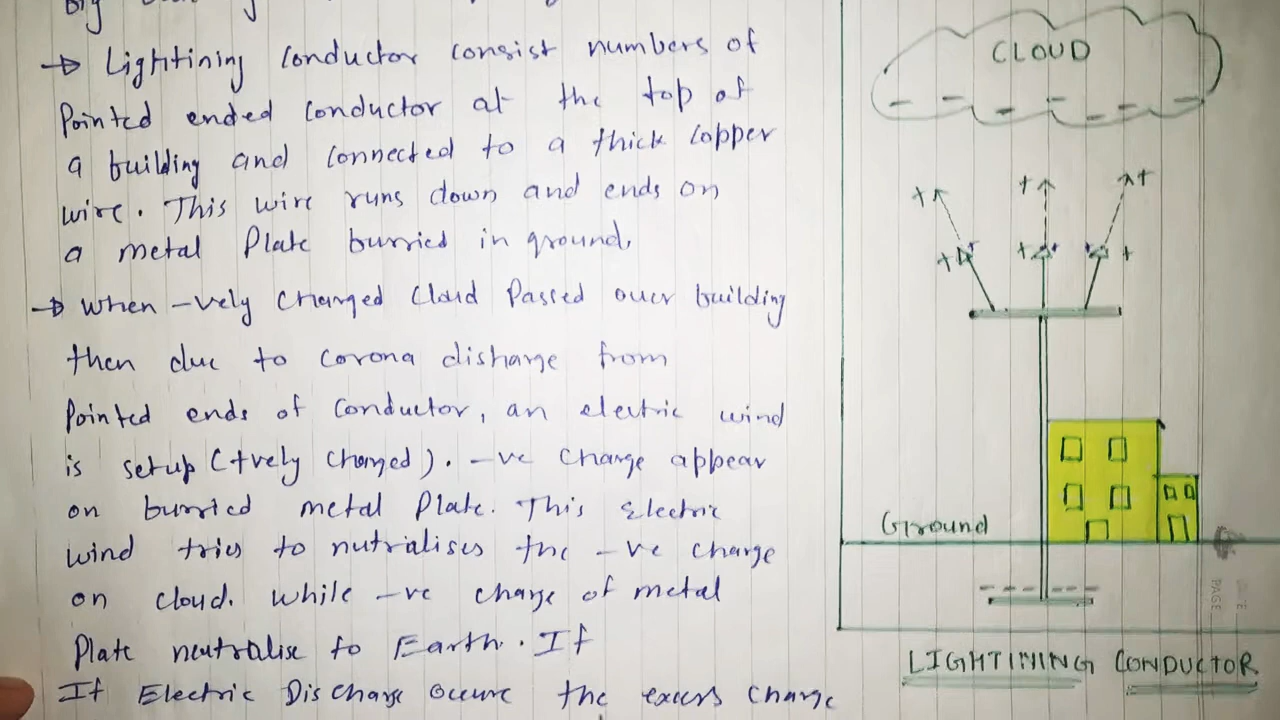 Lightining Conductor consist numbers of
Pointed ended conductor at the top of
a building and connected to a thick copper
wire. This wire runs down and ends on
a metal Plate burried in ground.
→ When -vely charged cloud Passed over building
then due to corona disharge from
Pointed ends of conductor, an electric wind
is setup (+vely charged). -ve charge appear
on burried metal Plate. This Electric
wind tries to nutralises the -ve charge
on cloud. while -ve charge of metal
Plate neutralise to Earth. If
If Electric Discharge occure the excess charge
CLOUD
- - - - - - -
+ + +
+ + +
Ground
PAGE
LIGHTINING CONDUCTOR